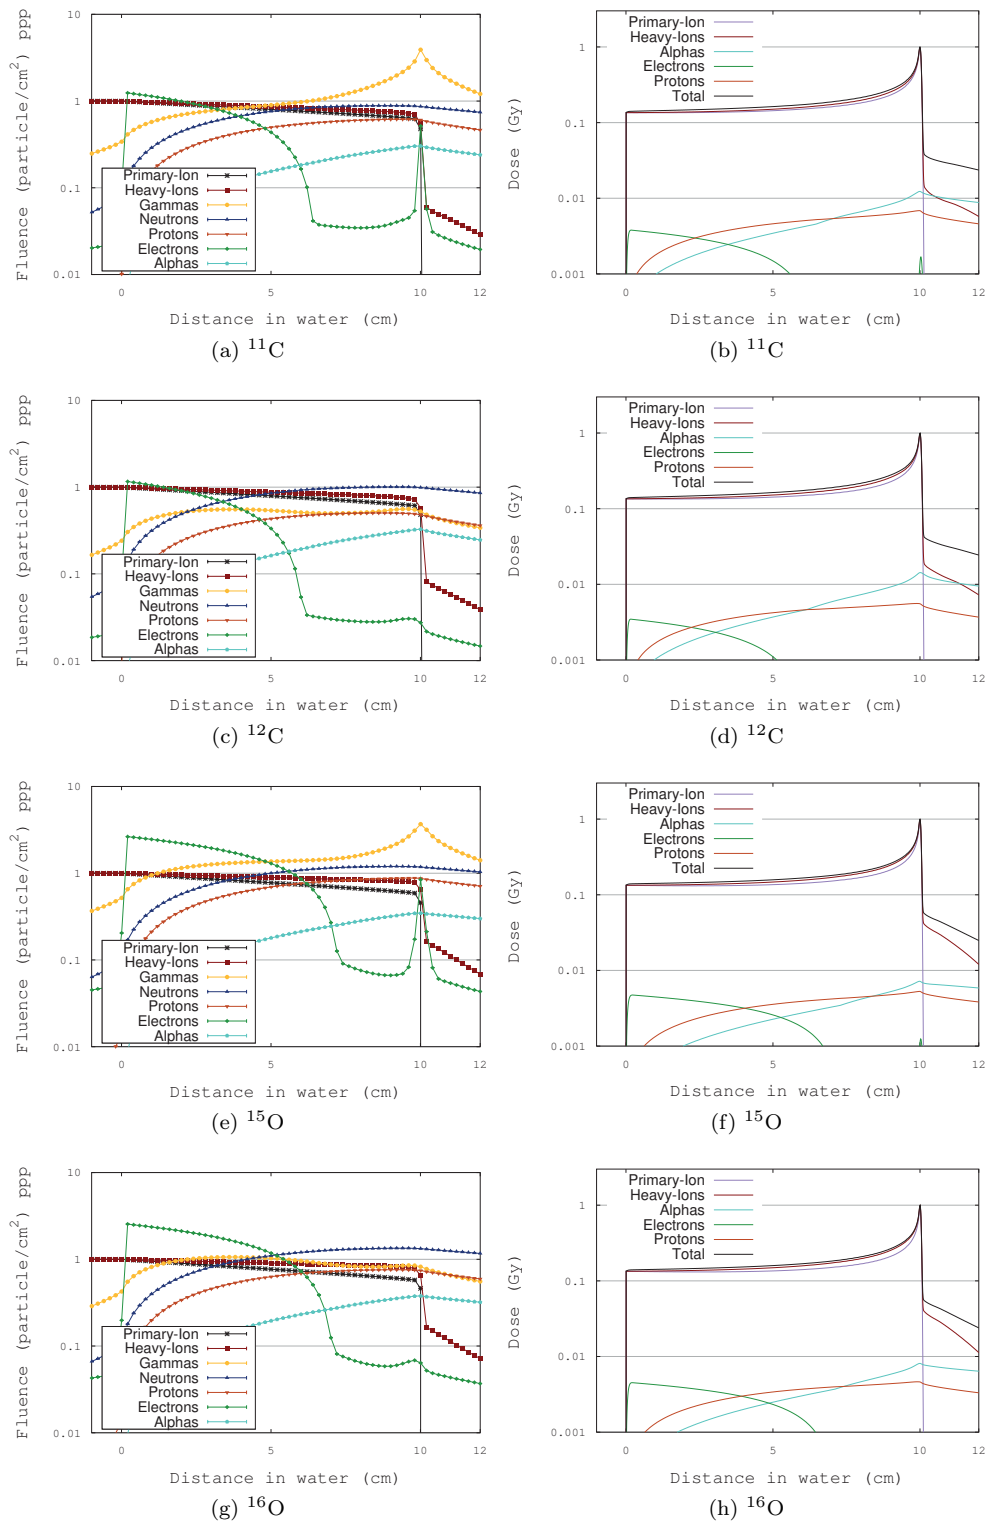 Fluence (particle/cm²) ppp
10
1
0.1
0.01
Primary-Ion
Heavy-Ions
Gammas
Neutrons
Protons
Electrons
Alphas
0 5 10 12
Distance in water (cm)
(a) ¹¹C
Dose (Gy)
1
0.1
0.01
0.001
Primary-Ion
Heavy-Ions
Alphas
Electrons
Protons
Total
0 5 10 12
Distance in water (cm)
(b) ¹¹C
Fluence (particle/cm²) ppp
10
1
0.1
0.01
Primary-Ion
Heavy-Ions
Gammas
Neutrons
Protons
Electrons
Alphas
0 5 10 12
Distance in water (cm)
(c) ¹²C
Dose (Gy)
1
0.1
0.01
0.001
Primary-Ion
Heavy-Ions
Alphas
Electrons
Protons
Total
0 5 10 12
Distance in water (cm)
(d) ¹²C
Fluence (particle/cm²) ppp
10
1
0.1
0.01
Primary-Ion
Heavy-Ions
Gammas
Neutrons
Protons
Electrons
Alphas
0 5 10 12
Distance in water (cm)
(e) ¹⁵O
Dose (Gy)
1
0.1
0.01
0.001
Primary-Ion
Heavy-Ions
Alphas
Electrons
Protons
Total
0 5 10 12
Distance in water (cm)
(f) ¹⁵O
Fluence (particle/cm²) ppp
10
1
0.1
0.01
Primary-Ion
Heavy-Ions
Gammas
Neutrons
Protons
Electrons
Alphas
0 5 10 12
Distance in water (cm)
(g) ¹⁶O
Dose (Gy)
1
0.1
0.01
0.001
Primary-Ion
Heavy-Ions
Alphas
Electrons
Protons
Total
0 5 10 12
Distance in water (cm)
(h) ¹⁶O